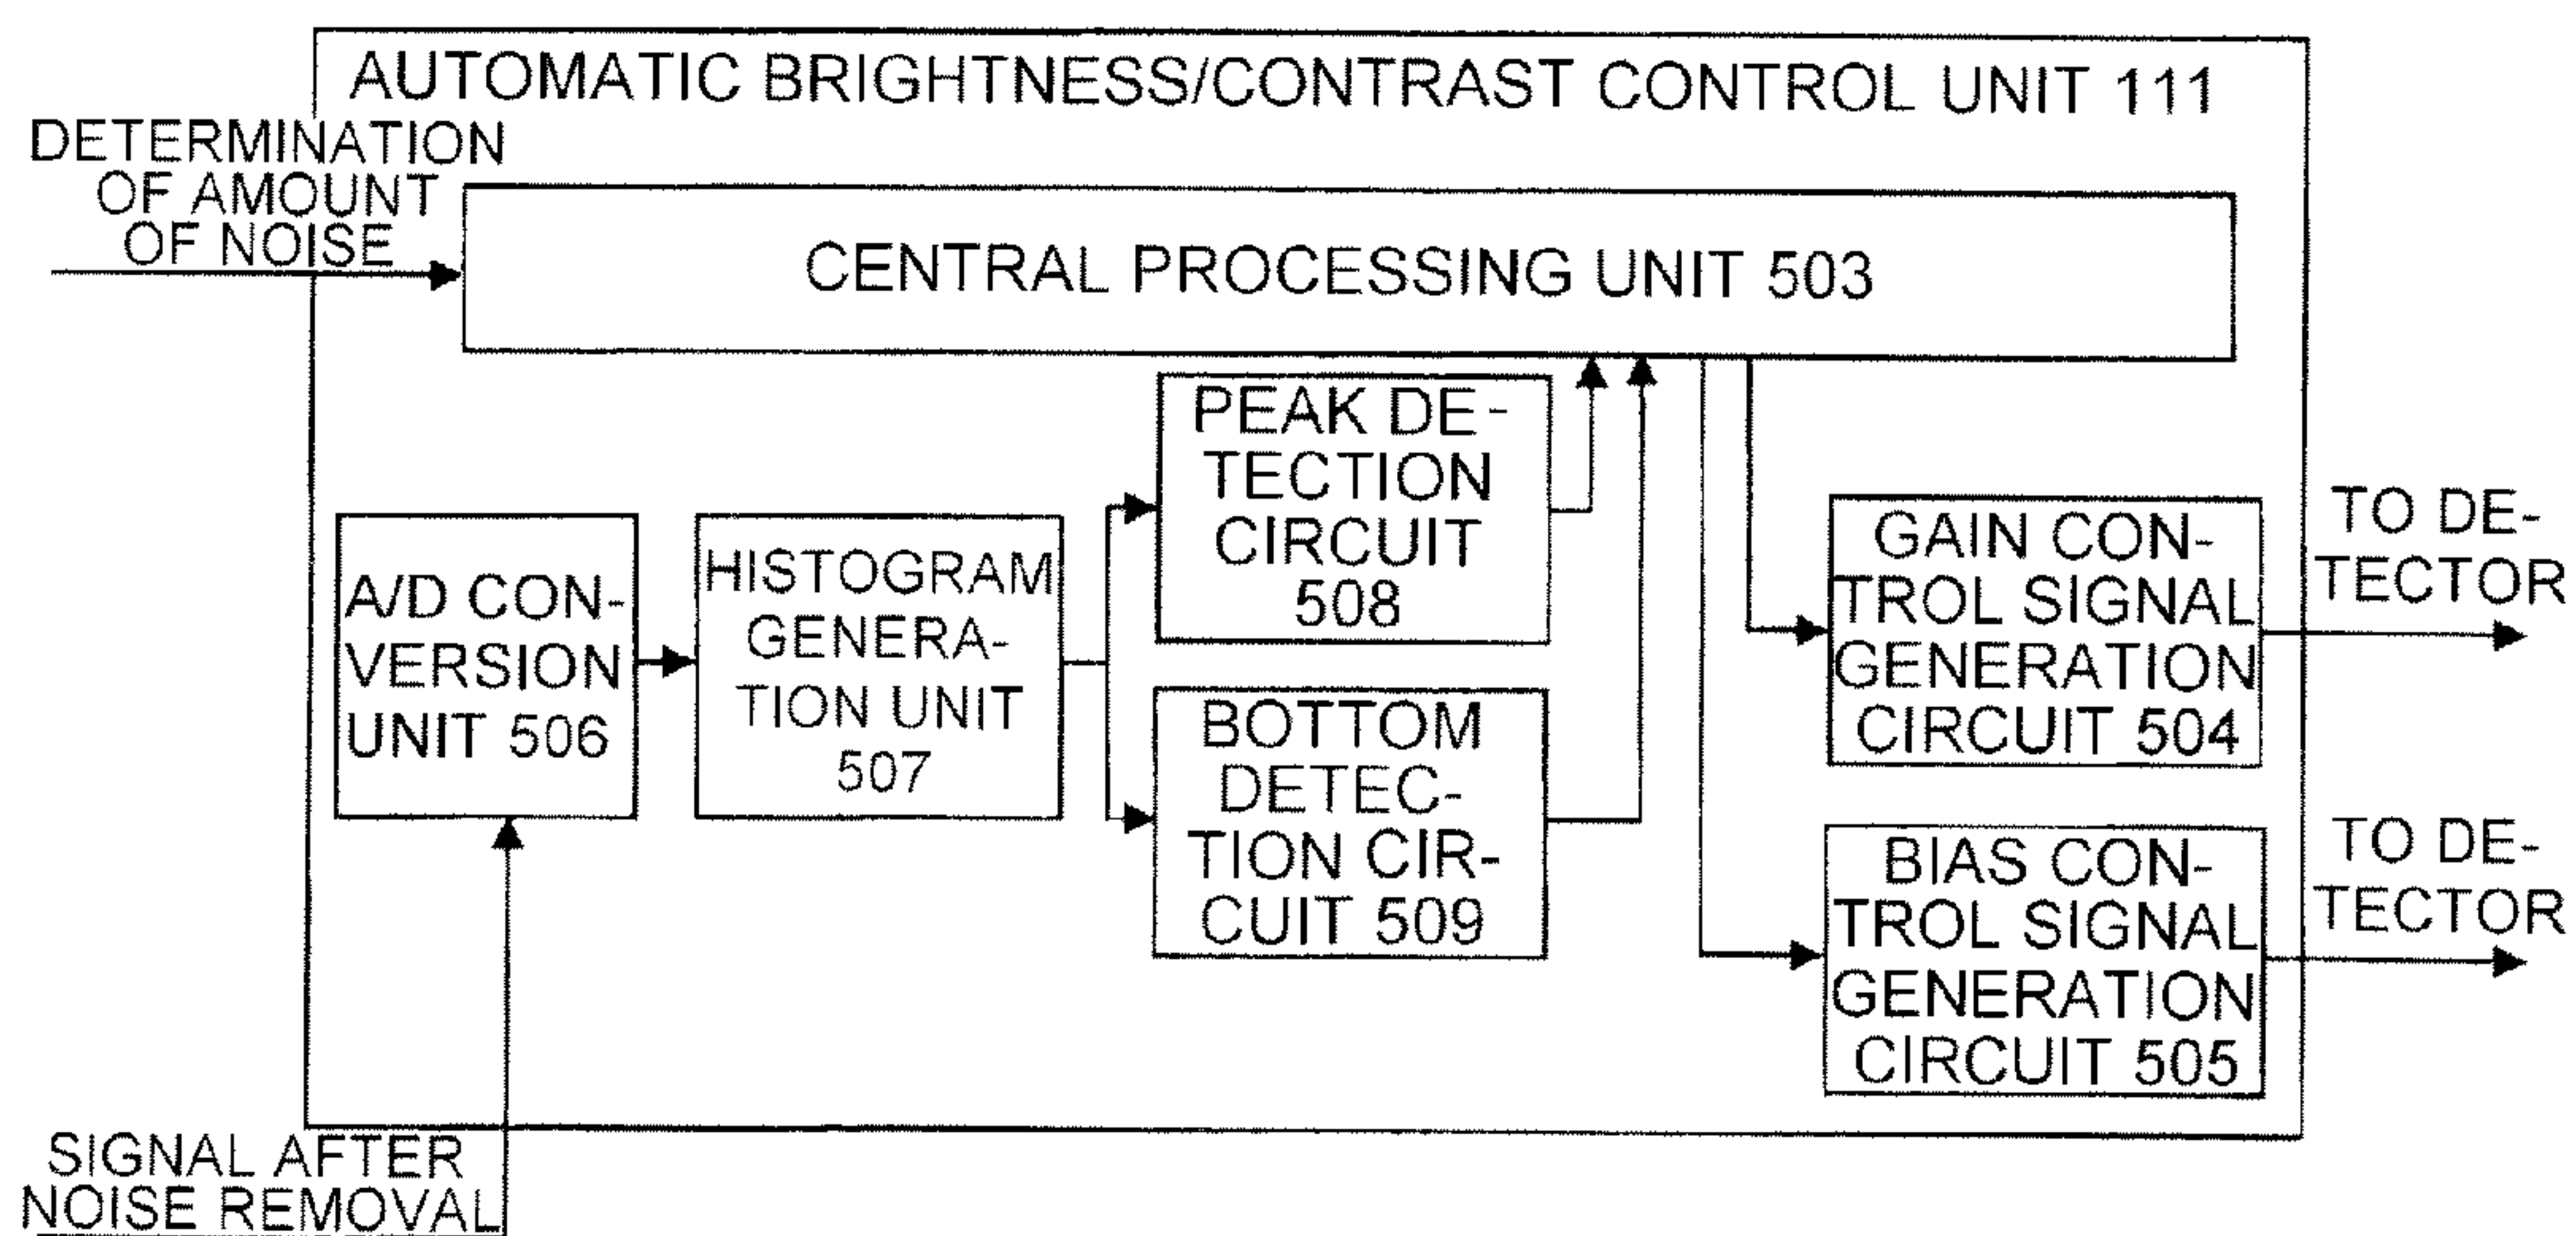 AUTOMATIC BRIGHTNESS/CONTRAST CONTROL UNIT 111
DETERMINATION
OF AMOUNT
OF NOISE
CENTRAL PROCESSING UNIT 503
PEAK DE-
TECTION
CIRCUIT
508
A/D CON-
VERSION
UNIT 506
HISTOGRAM
GENERA-
TION UNIT
507
BOTTOM
DETEC-
TION CIR-
CUIT 509
GAIN CON-
TROL SIGNAL
GENERATION
CIRCUIT 504
TO DE-
TECTOR
BIAS CON-
TROL SIGNAL
GENERATION
CIRCUIT 505
TO DE-
TECTOR
SIGNAL AFTER
NOISE REMOVAL